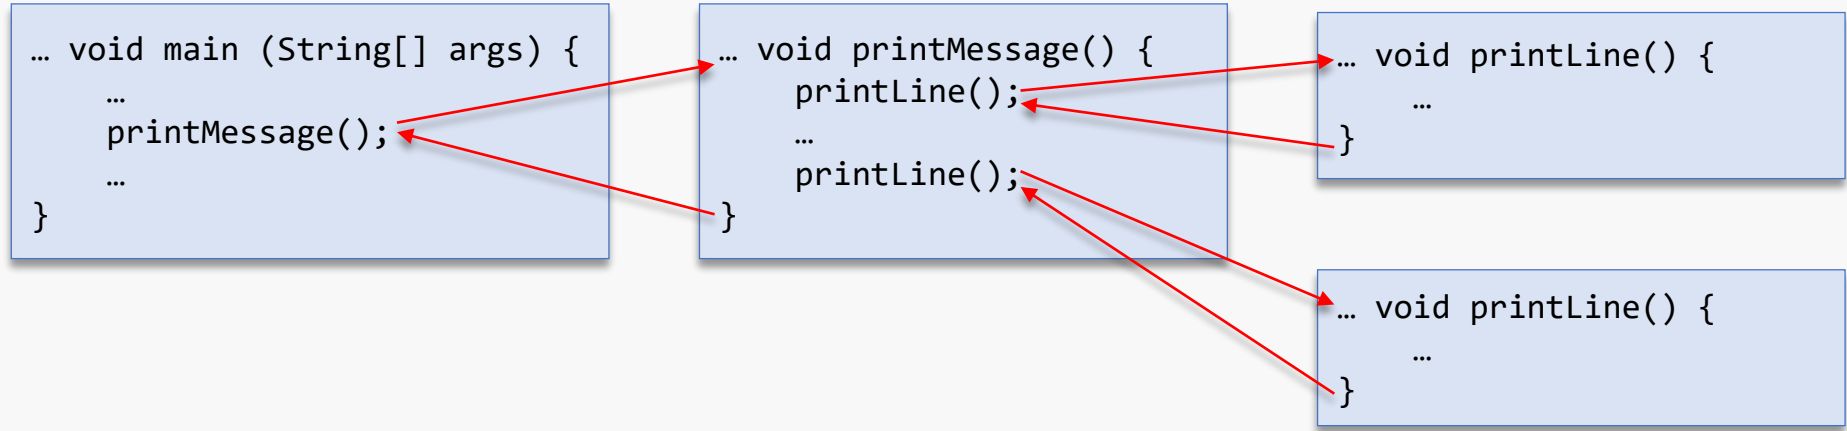 … void main (String[] args) {
…
printMessage();
…
}
… void printMessage() {
printLine();
…
printLine();
}
… void printLine() {
…
}
… void printLine() {
…
}